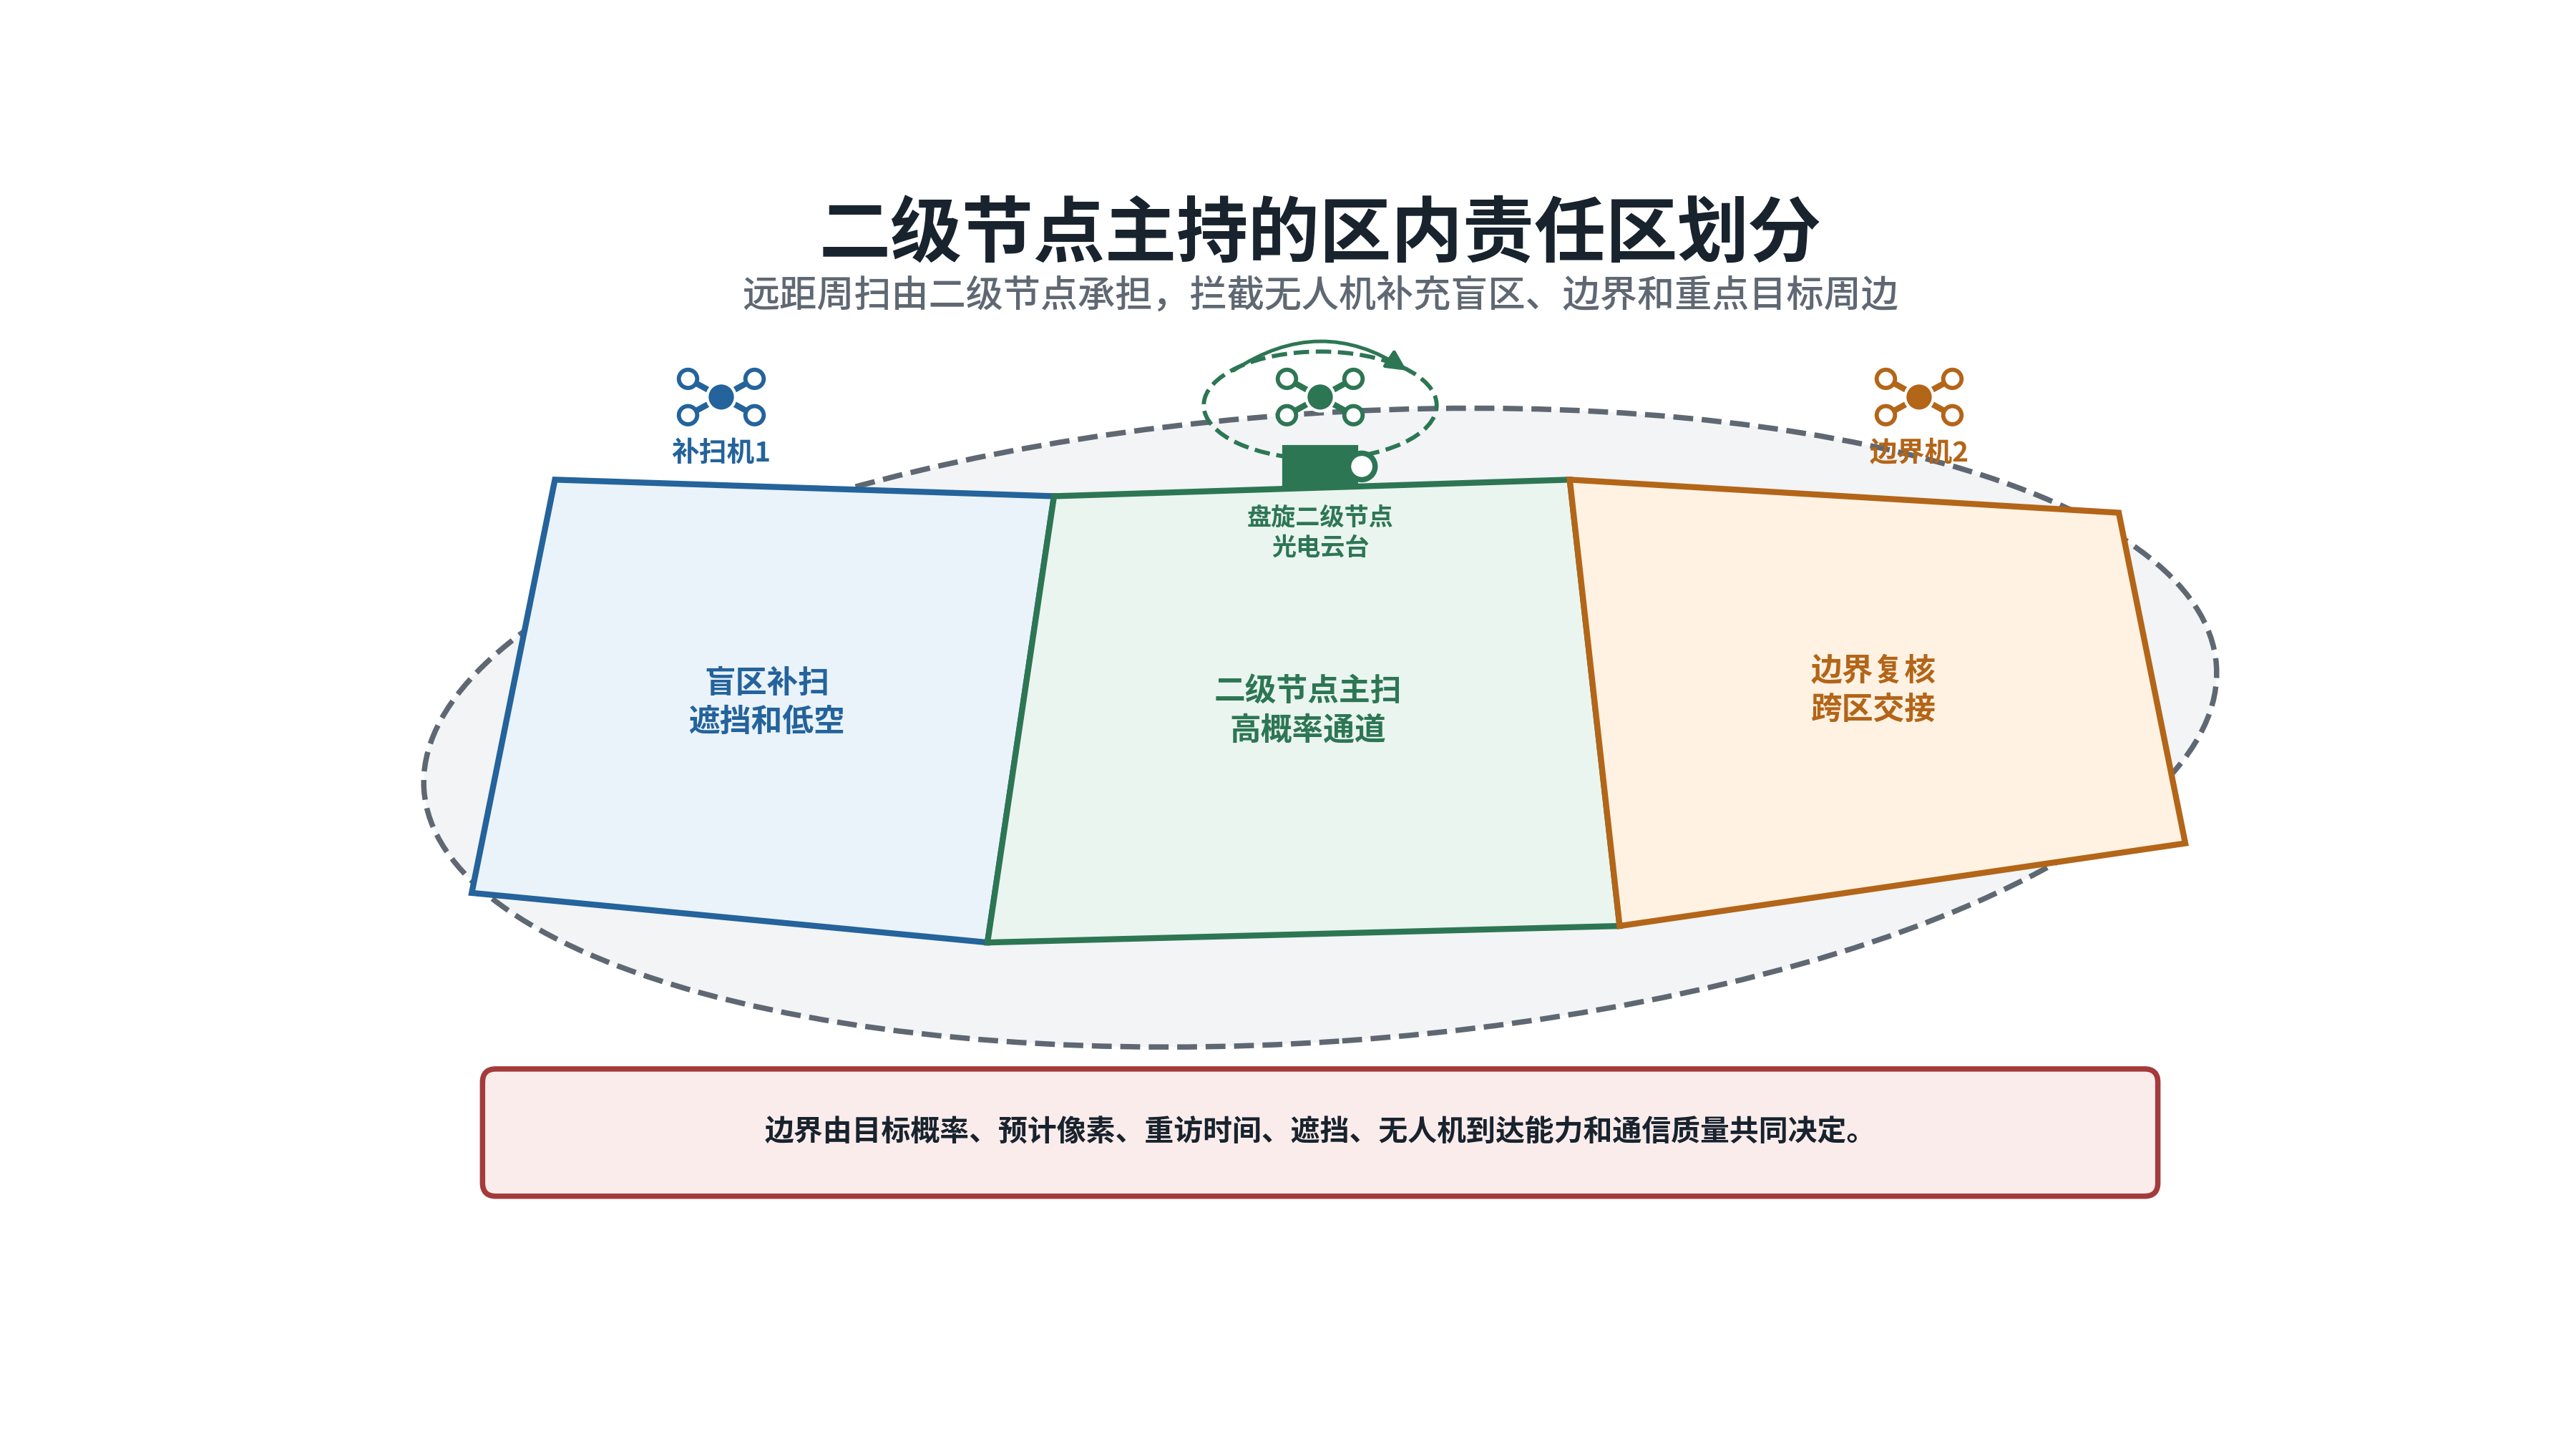 二级节点主持的区内责任区划分
远距周扫由二级节点承担，拦截无人机补充盲区、边界和重点目标周边
补扫机1
边界机2
盘旋二级节点
光电云台
盲区补扫
遮挡和低空
二级节点主扫
高概率通道
边界复核
跨区交接
边界由目标概率、预计像素、重访时间、遮挡、无人机到达能力和通信质量共同决定。